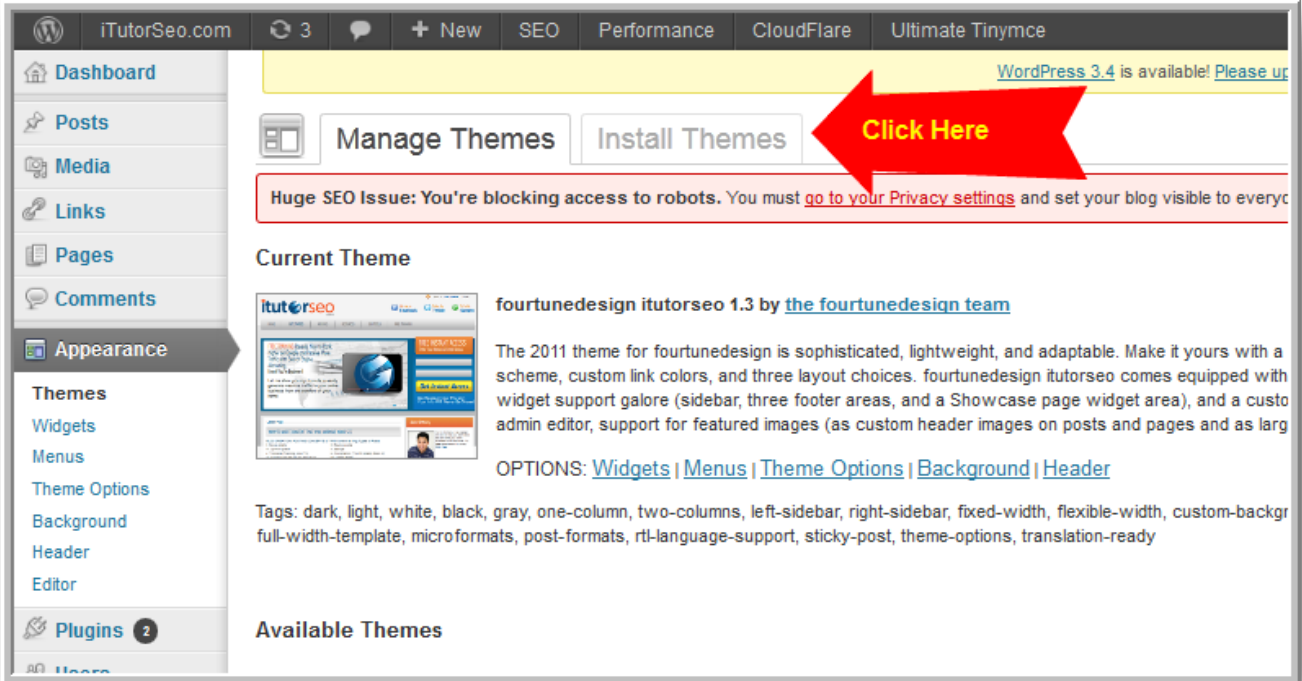 iTutorSeo.com 3 + New SEO Performance CloudFlare Ultimate Tinymce
WordPress 3.4 is available! Please up
Dashboard
Posts
Media
Links
Pages
Comments
Appearance
Themes
Widgets
Menus
Theme Options
Background
Header
Editor
Plugins 2
Users
Manage Themes Install Themes
Click Here
Huge SEO Issue: You're blocking access to robots. You must go to your Privacy settings and set your blog visible to everyo
Current Theme
itutorseo
FREE INSTANT ACCESS
Get Instant Access
fourtunedesign itutorseo 1.3 by the fourtunedesign team
The 2011 theme for fourtunedesign is sophisticated, lightweight, and adaptable. Make it yours with a
scheme, custom link colors, and three layout choices. fourtunedesign itutorseo comes equipped with
widget support galore (sidebar, three footer areas, and a Showcase page widget area), and a custo
admin editor, support for featured images (as custom header images on posts and pages and as larg
OPTIONS: Widgets | Menus | Theme Options | Background | Header
Tags: dark, light, white, black, gray, one-column, two-columns, left-sidebar, right-sidebar, fixed-width, flexible-width, custom-backgr
full-width-template, microformats, post-formats, rtl-language-support, sticky-post, theme-options, translation-ready
Available Themes